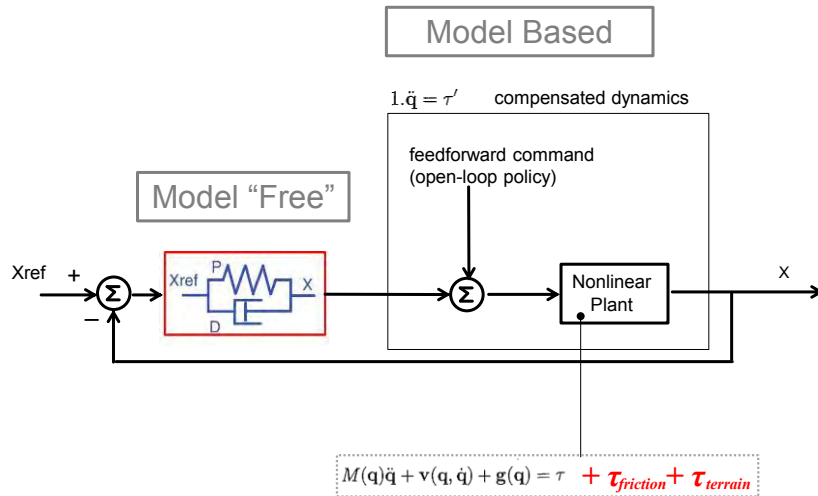 Model Based
1.q̈ = τ′ compensated dynamics
feedforward command
(open-loop policy)
Model "Free"
Xref
+
Σ
−
P
Xref
X
D
Σ
Nonlinear
Plant
X
M(q)q̈ + v(q, q̇) + g(q) = τ + τfriction + τterrain